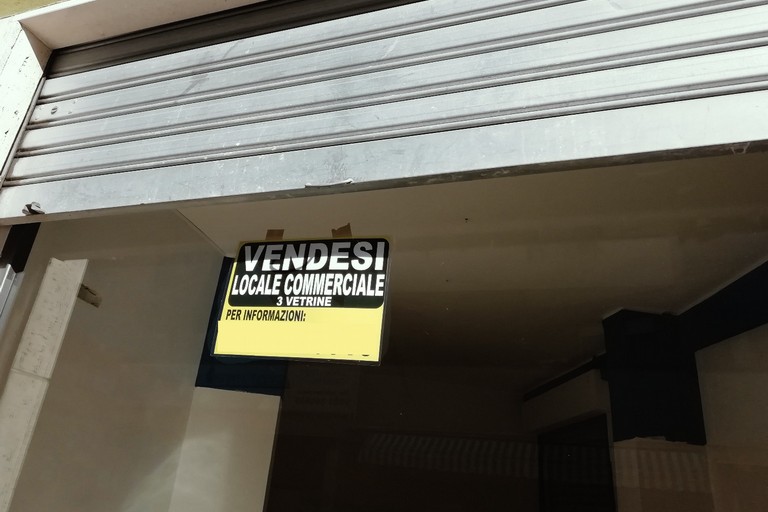 VENDESI
LOCALE COMMERCIALE
3 VETRINE
PER INFORMAZIONI: